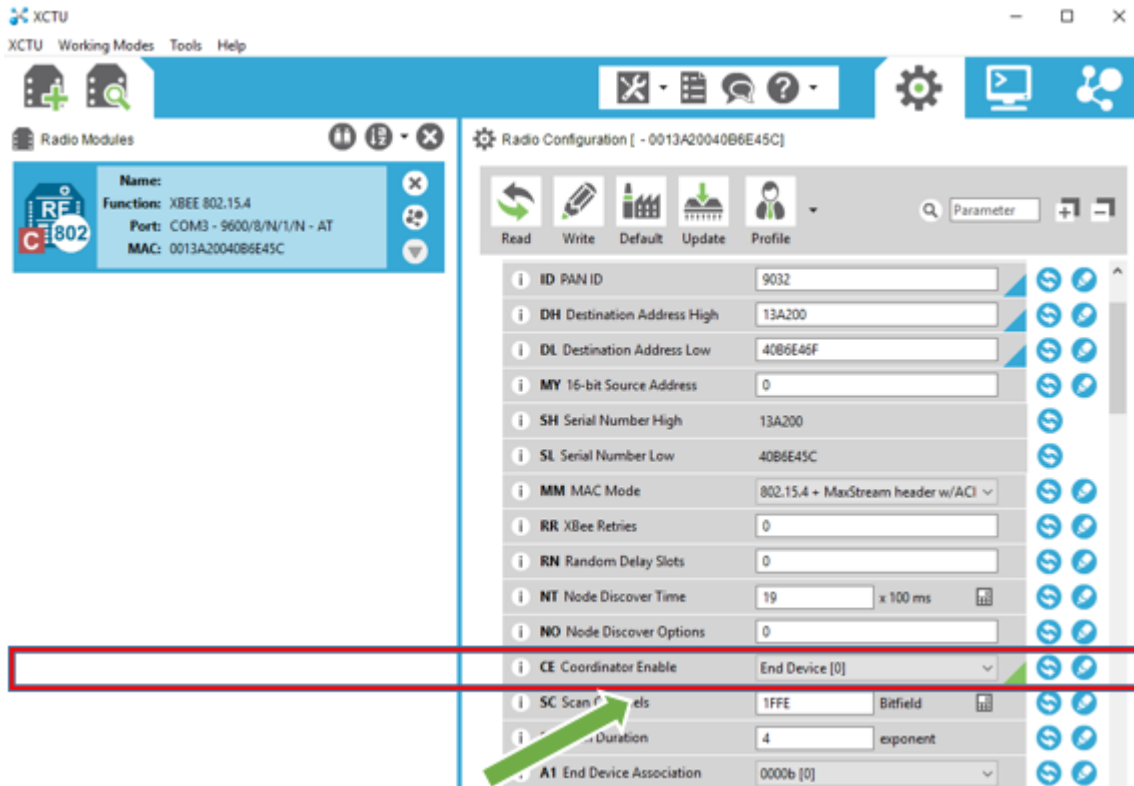 XCTU
XCTU Working Modes Tools Help
Radio Modules
Name:
Function: XBEE 802.15.4
Port: COM3 - 9600/8/N/1/N - AT
MAC: 0013A20040B6E45C
RF
C 802
Radio Configuration [ - 0013A20040B6E45C]
Read Write Default Update Profile
Parameter
i ID PAN ID 9032
i DH Destination Address High 13A200
i DL Destination Address Low 40B6E46F
i MY 16-bit Source Address 0
i SH Serial Number High 13A200
i SL Serial Number Low 40B6E45C
i MM MAC Mode 802.15.4 + MaxStream header w/ACI
i RR XBee Retries 0
i RN Random Delay Slots 0
i NT Node Discover Time 19 x 100 ms
i NO Node Discover Options 0
i CE Coordinator Enable End Device [0]
i SC Scan 1FFE Bitfield
i Duration 4 exponent
A1 End Device Association 0000b [0]